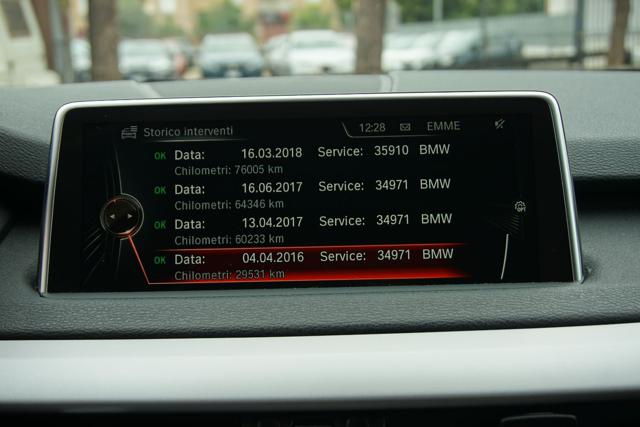 Storico interventi 12:28 EMME
OK Data: 16.03.2018 Service: 35910 BMW
Chilometri: 76005 km
OK Data: 16.06.2017 Service: 34971 BMW
Chilometri: 64346 km
OK Data: 13.04.2017 Service: 34971 BMW
Chilometri: 60233 km
OK Data: 04.04.2016 Service: 34971 BMW
Chilometri: 29531 km